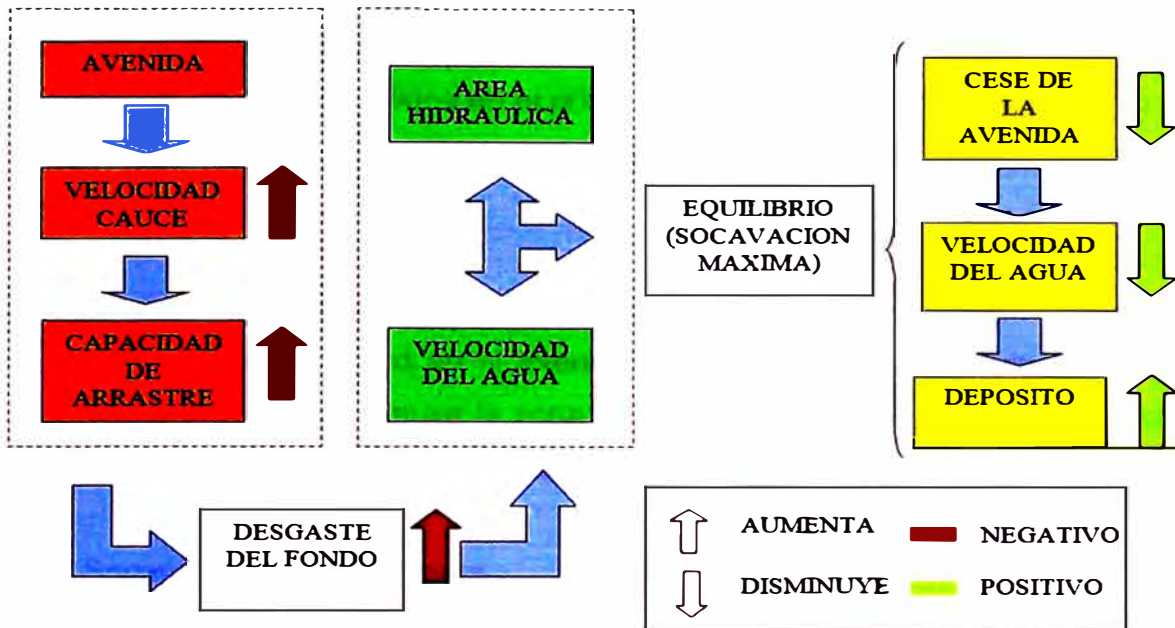 AVENIDA
VELOCIDAD
CAUCE
CAPACIDAD
DE
ARRASTRE
AREA
HIDRAULICA
VELOCIDAD
DEL AGUA
EQUILIBRIO
(SOCAVACION
MAXIMA)
CESE DE
LA
AVENIDA
VELOCIDAD
DEL AGUA
DEPOSITO
DESGASTE
DEL FONDO
AUMENTA
NEGATIVO
DISMINUYE
POSITIVO